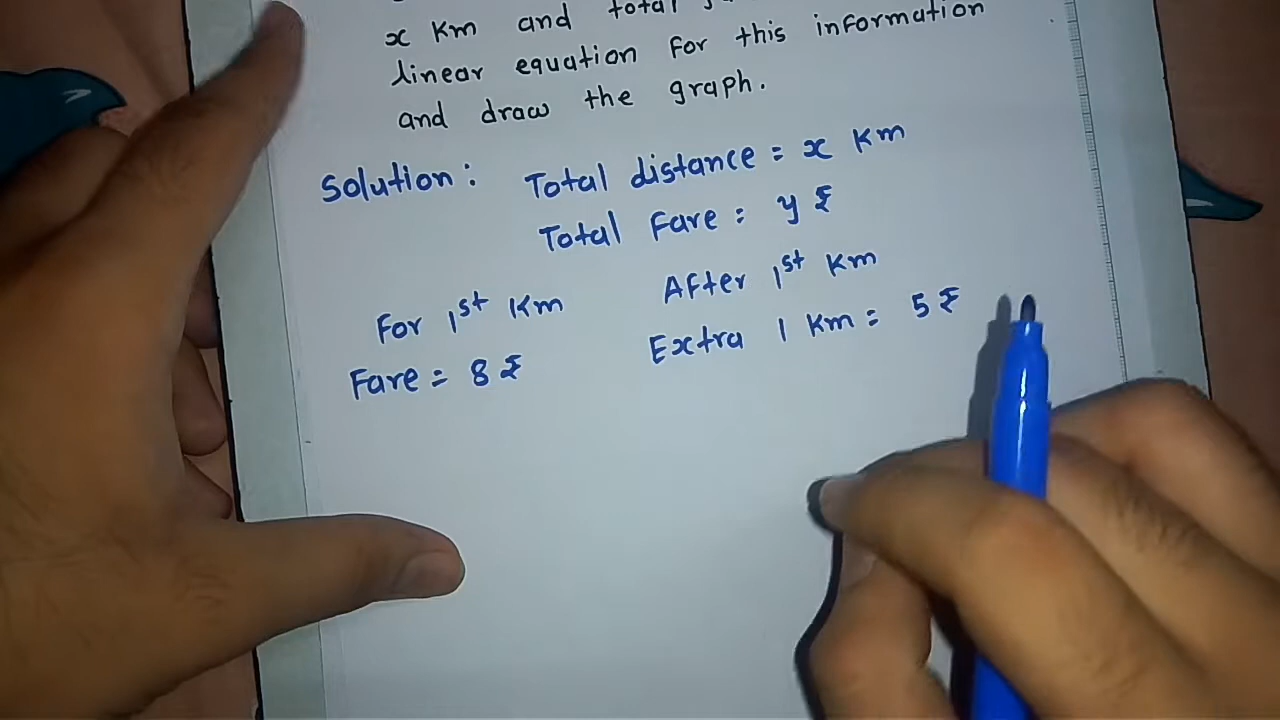 x km and total
linear equation for this information
and draw the graph.
Solution: Total distance = x km
Total Fare = y ₹
For 1st km After 1st km
Fare = 8 ₹ Extra 1 km = 5 ₹